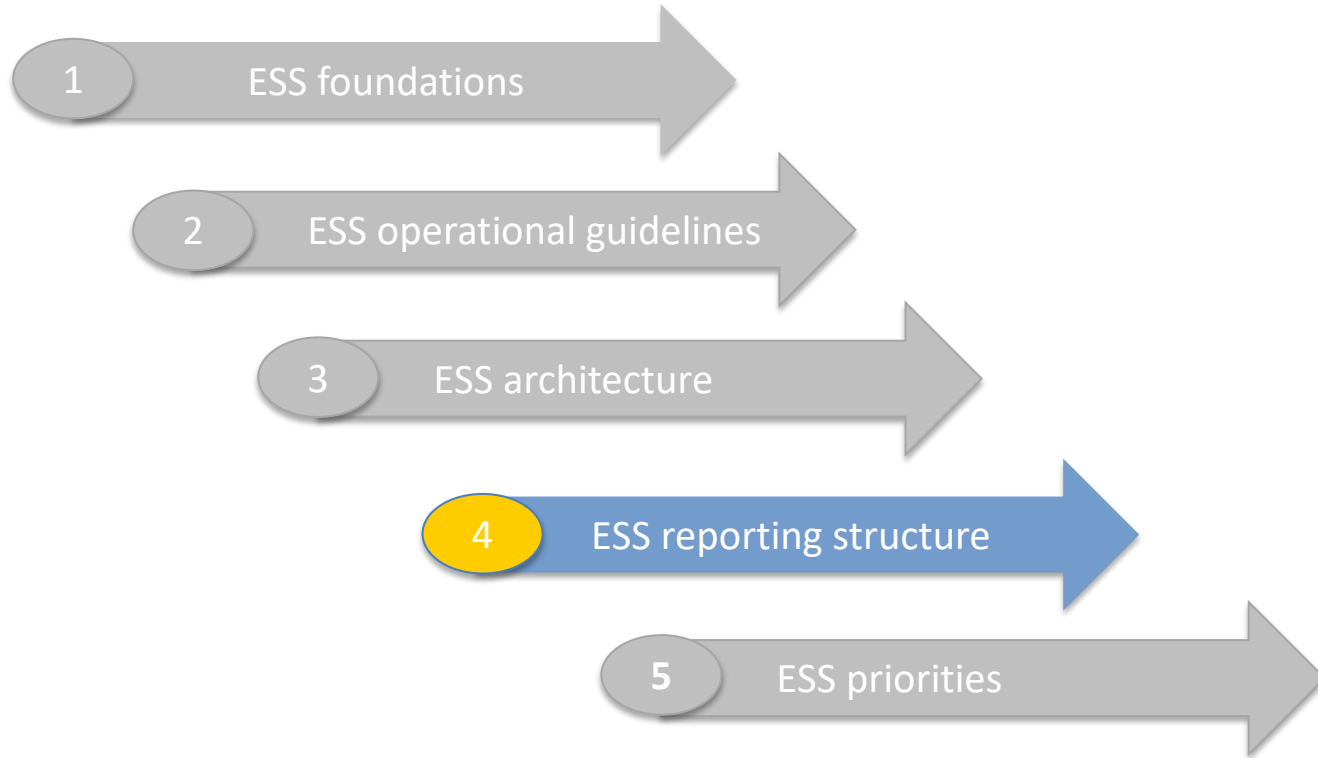 1 ESS foundations
2 ESS operational guidelines
3 ESS architecture
4 ESS reporting structure
5 ESS priorities